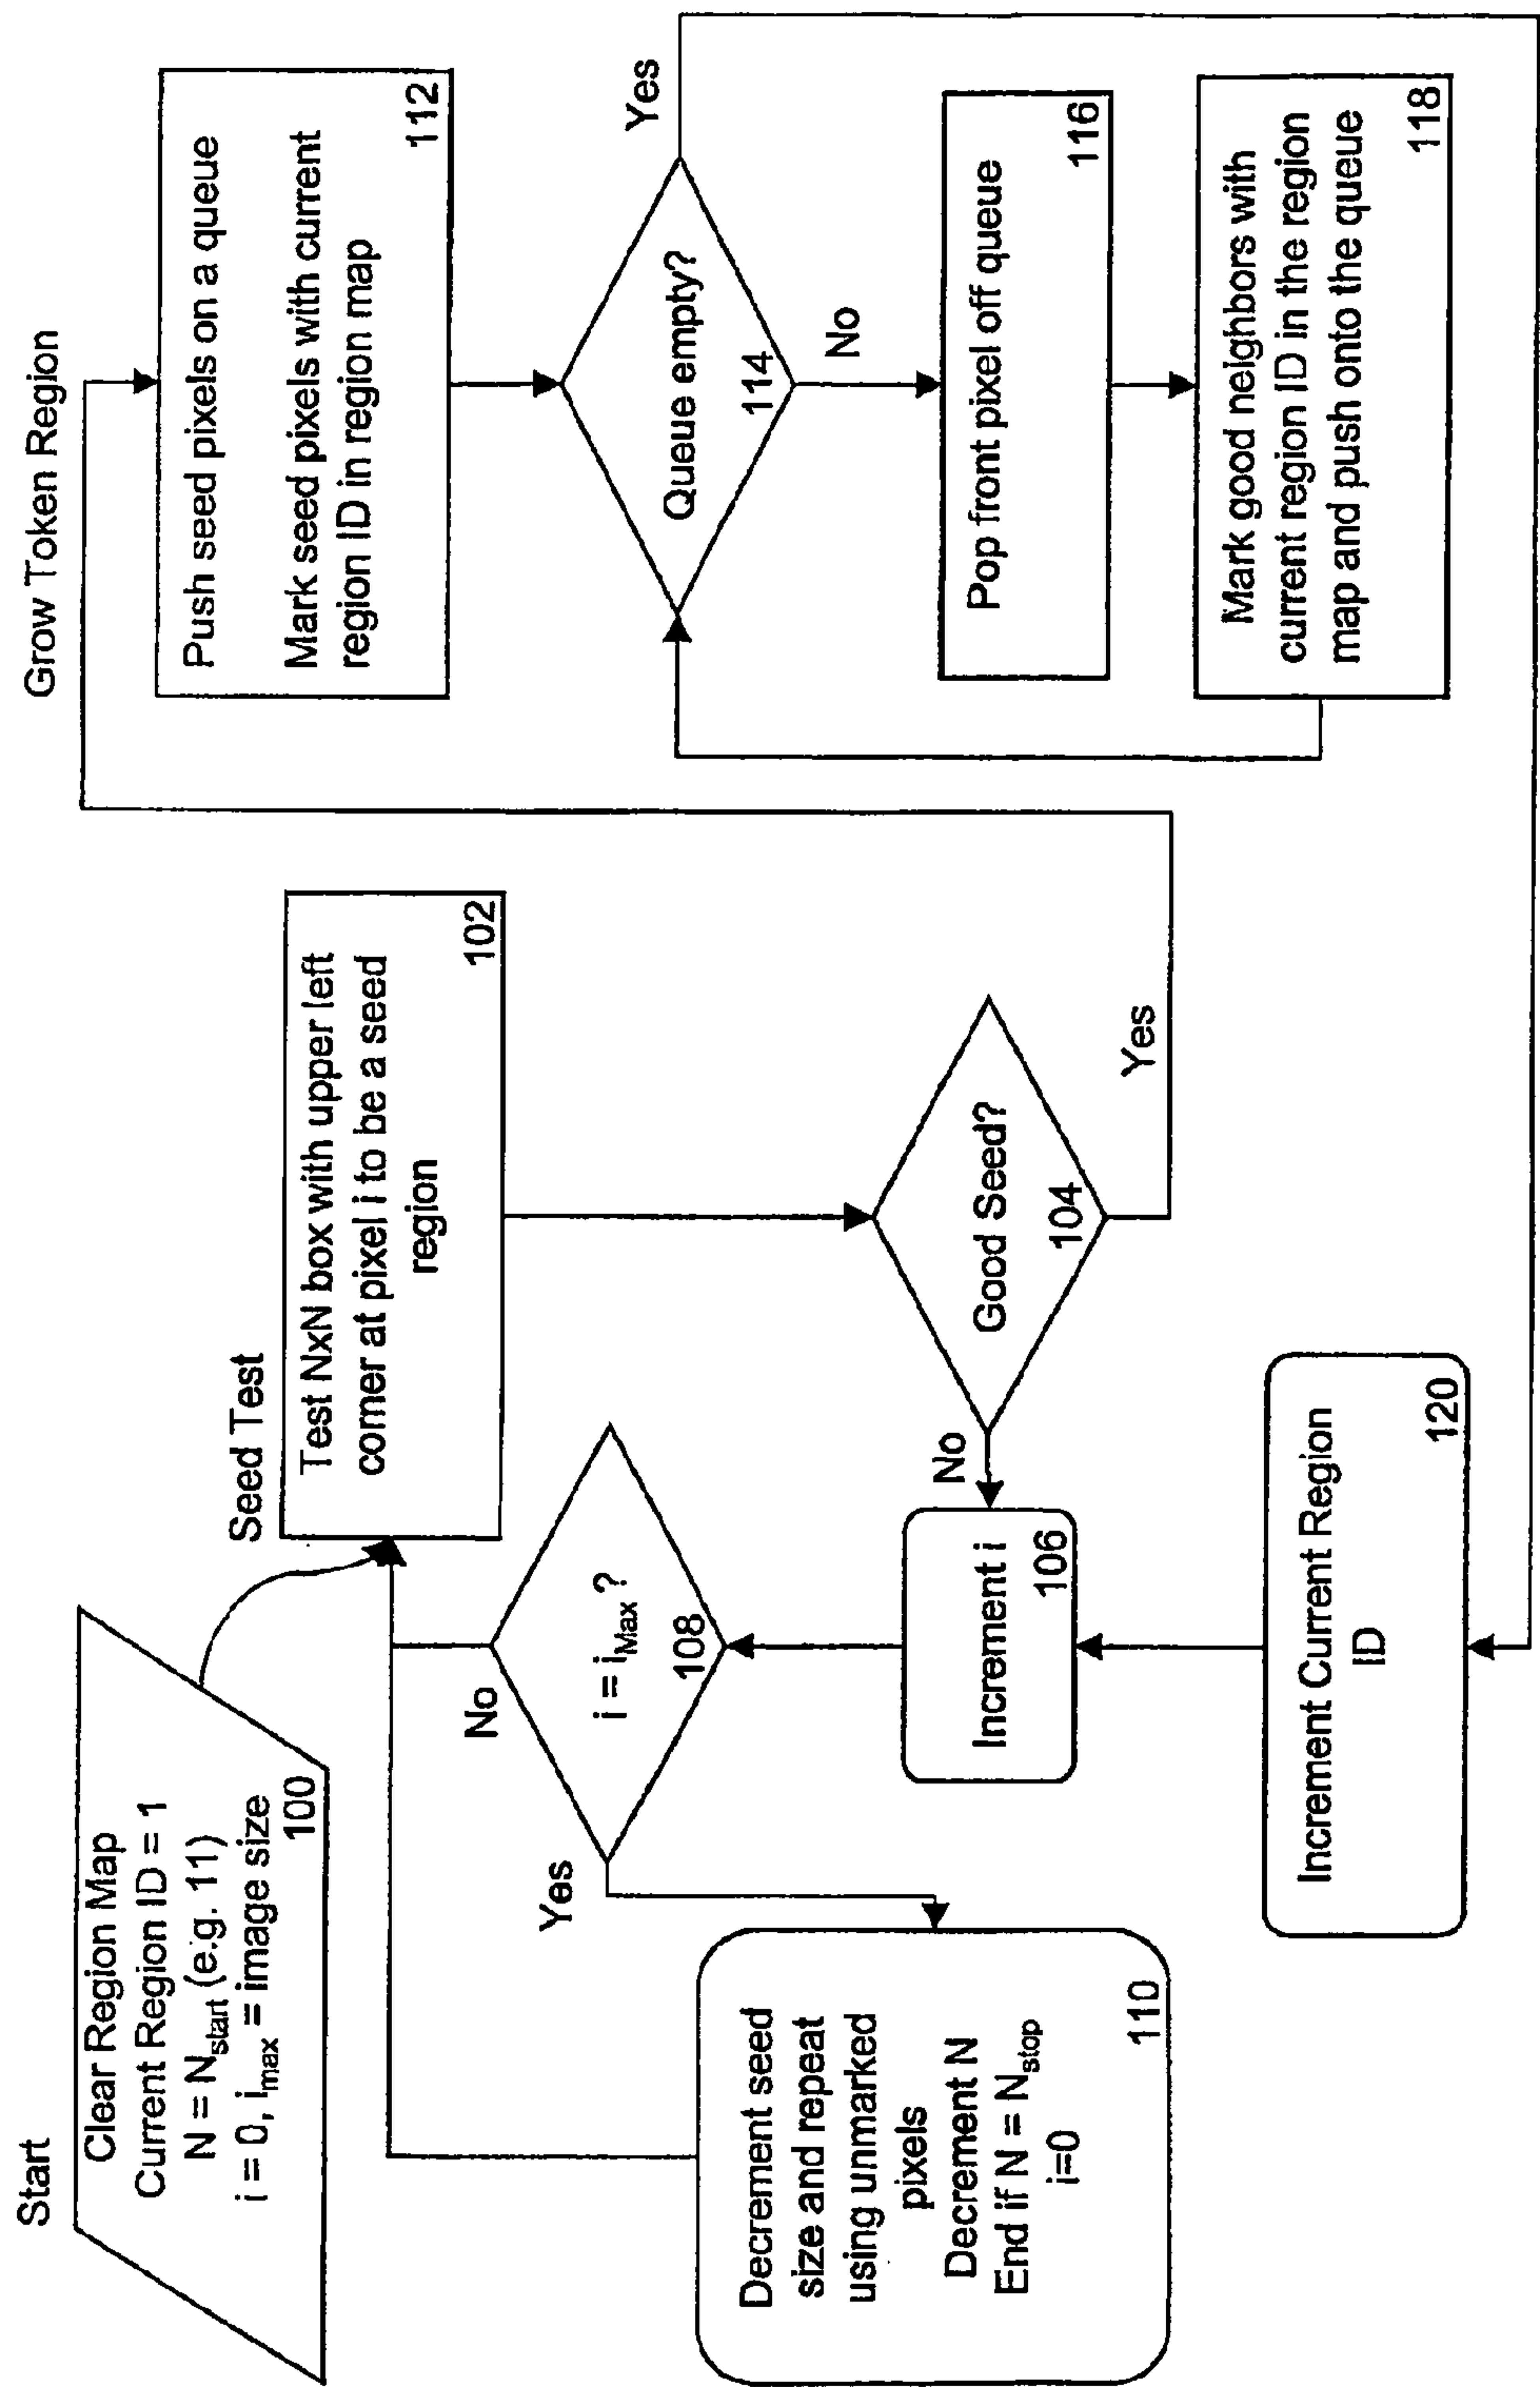 Start
Clear Region Map
Current Region ID = 1
N = Nstart (e.g. 11)
i = 0, imax = image size
100
Seed Test
Test NxN box with upper left
corner at pixel i to be a seed
region
102
Good Seed?
104
No
Yes
Increment i
106
i = iMax?
108
No
Yes
Decrement seed
size and repeat
using unmarked
pixels
Decrement N
End if N = Nstop
i=0
110
Grow Token Region
Push seed pixels on a queue
Mark seed pixels with current
region ID in region map
112
Queue empty?
114
Yes
No
Pop front pixel off queue
116
Mark good neighbors with
current region ID in the region
map and push onto the queue
118
Increment Current Region
ID
120